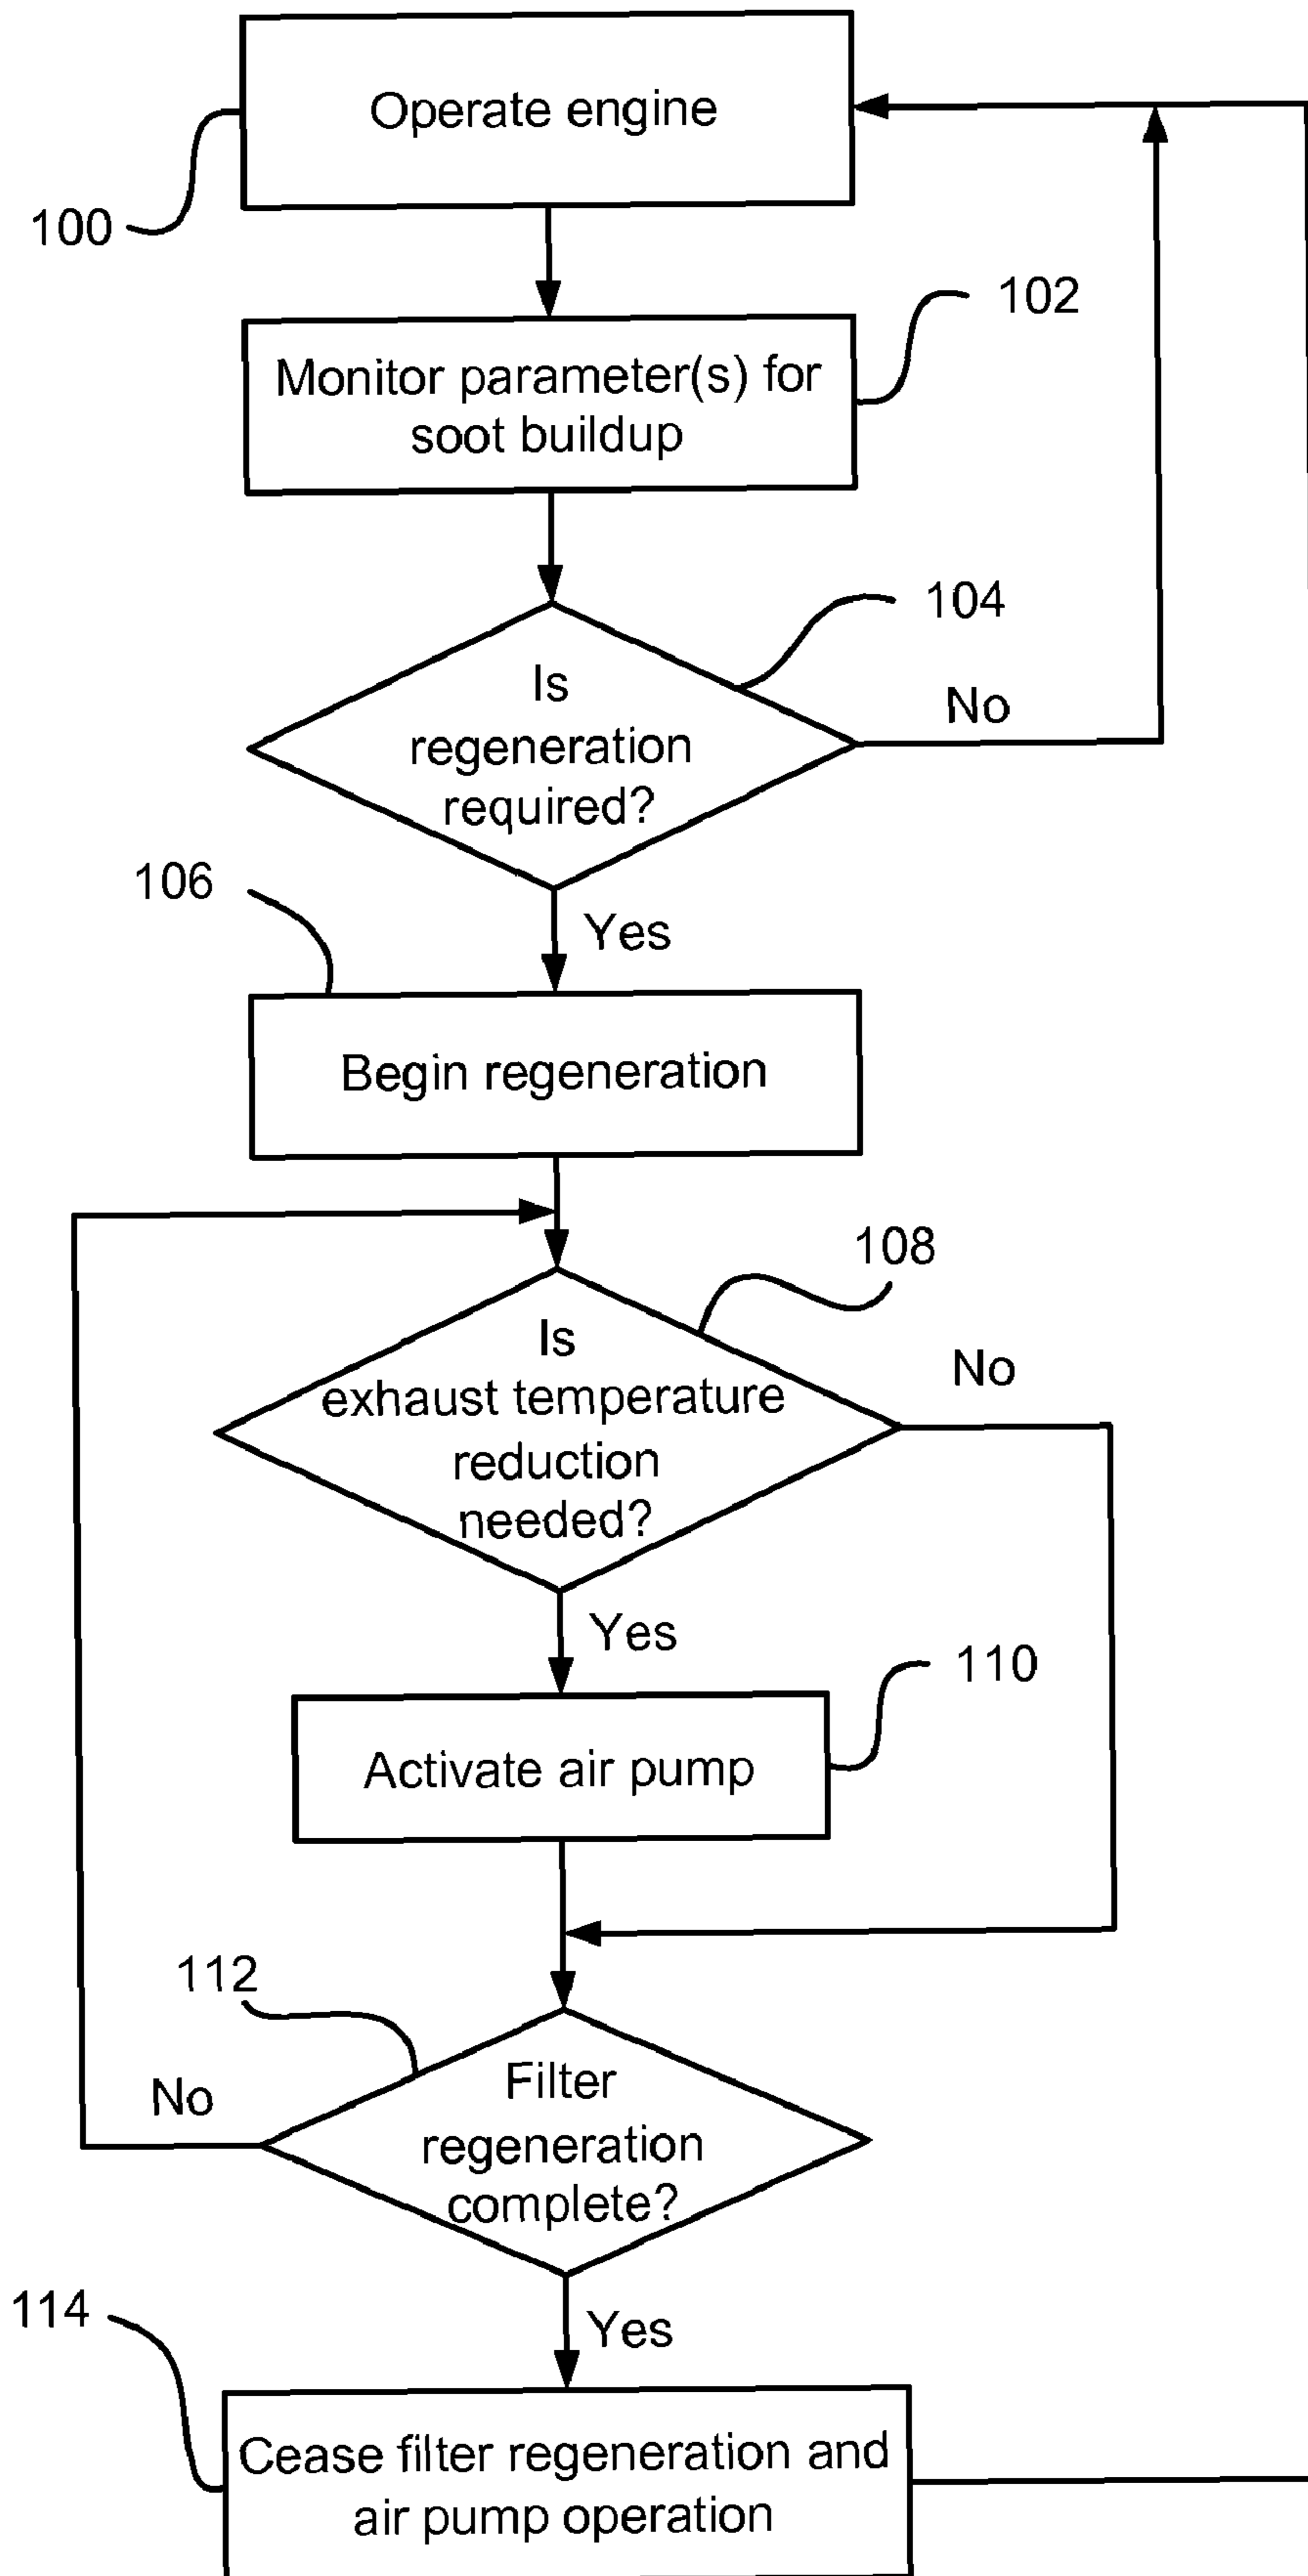 Operate engine
100
102
Monitor parameter(s) for
soot buildup
104
Is
regeneration
required?
No
106
Yes
Begin regeneration
108
Is
exhaust temperature
reduction
needed?
No
Yes
110
Activate air pump
112
Filter
regeneration
complete?
No
114
Yes
Cease filter regeneration and
air pump operation